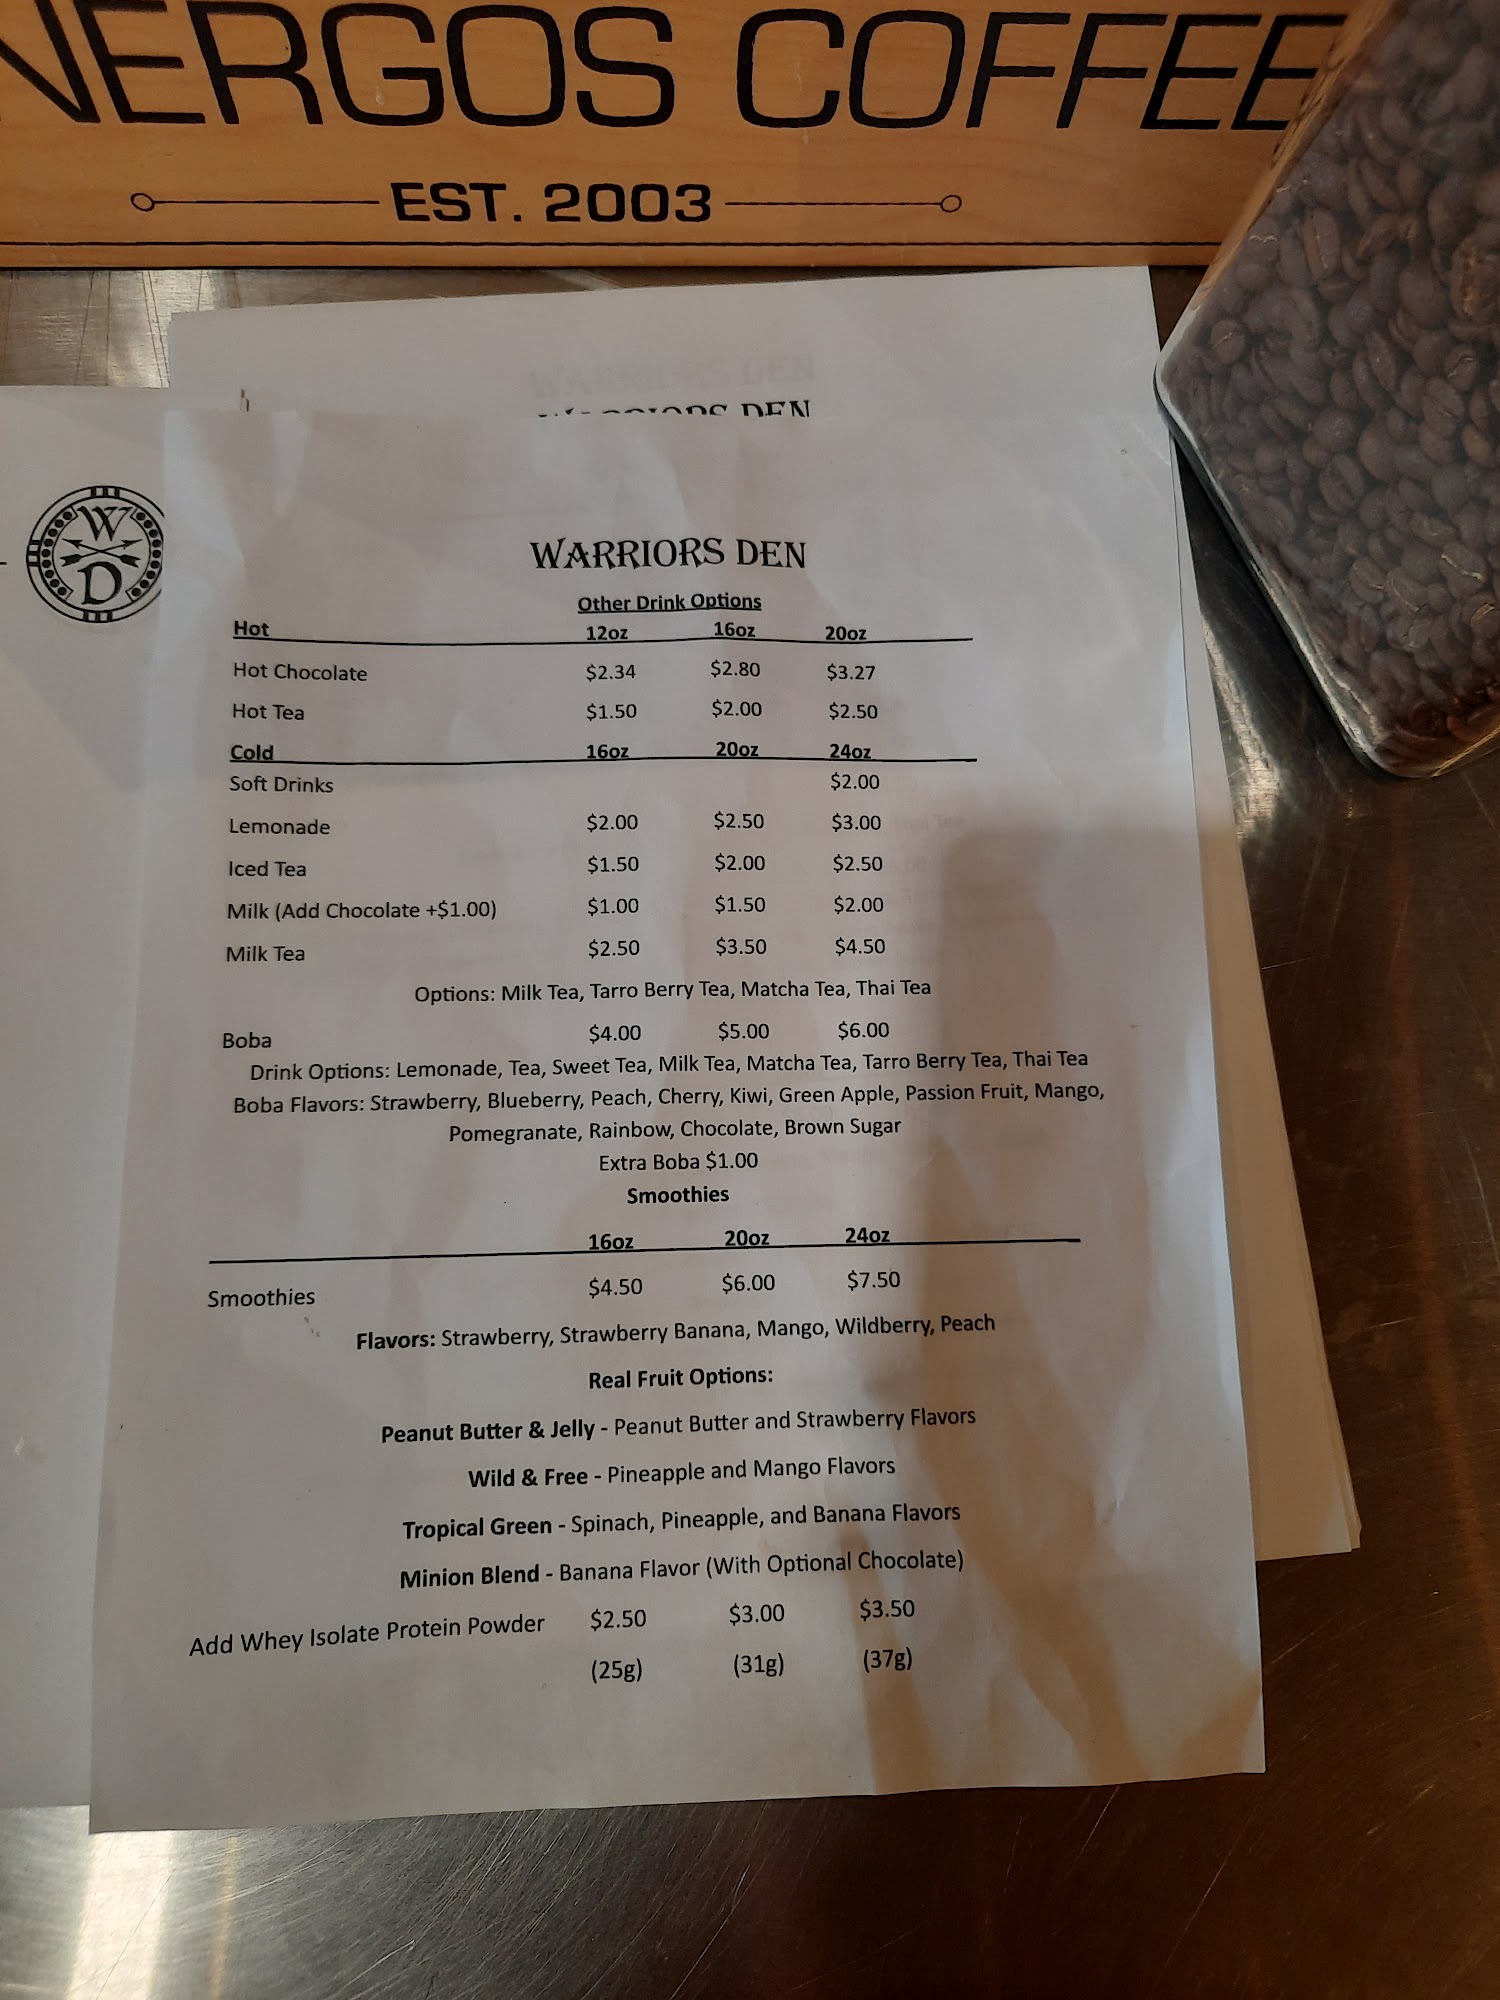 NERGOS COFFEE
EST. 2003
WARRIORS DEN
DEN
W
D
WARRIORS DEN
Other Drink Options
Hot 12oz 16oz 20oz
Hot Chocolate $2.34 $2.80 $3.27
Hot Tea $1.50 $2.00 $2.50
Cold 16oz 20oz 24oz
Soft Drinks $2.00
Lemonade $2.00 $2.50 $3.00
Iced Tea $1.50 $2.00 $2.50
Milk (Add Chocolate +$1.00) $1.00 $1.50 $2.00
Milk Tea $2.50 $3.50 $4.50
Options: Milk Tea, Tarro Berry Tea, Matcha Tea, Thai Tea
Boba $4.00 $5.00 $6.00
Drink Options: Lemonade, Tea, Sweet Tea, Milk Tea, Matcha Tea, Tarro Berry Tea, Thai Tea
Boba Flavors: Strawberry, Blueberry, Peach, Cherry, Kiwi, Green Apple, Passion Fruit, Mango,
Pomegranate, Rainbow, Chocolate, Brown Sugar
Extra Boba $1.00
Smoothies
16oz 20oz 24oz
Smoothies $4.50 $6.00 $7.50
Flavors: Strawberry, Strawberry Banana, Mango, Wildberry, Peach
Real Fruit Options:
Peanut Butter & Jelly - Peanut Butter and Strawberry Flavors
Wild & Free - Pineapple and Mango Flavors
Tropical Green - Spinach, Pineapple, and Banana Flavors
Minion Blend - Banana Flavor (With Optional Chocolate)
Add Whey Isolate Protein Powder $2.50 $3.00 $3.50
(25g) (31g) (37g)